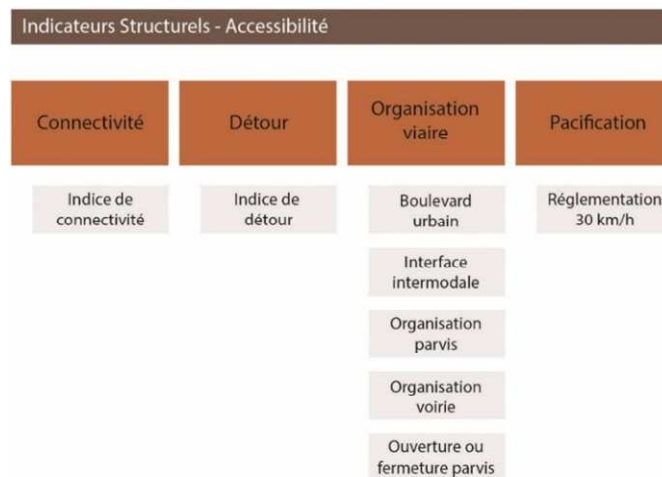 Indicateurs Structurels - Accessibilité
Connectivité
Indice de
connectivité
Détour
Indice de
détour
Organisation
viaire
Boulevard
urbain
Interface
intermodale
Organisation
parvis
Organisation
voirie
Ouverture ou
fermeture parvis
Pacification
Réglementation
30 km/h